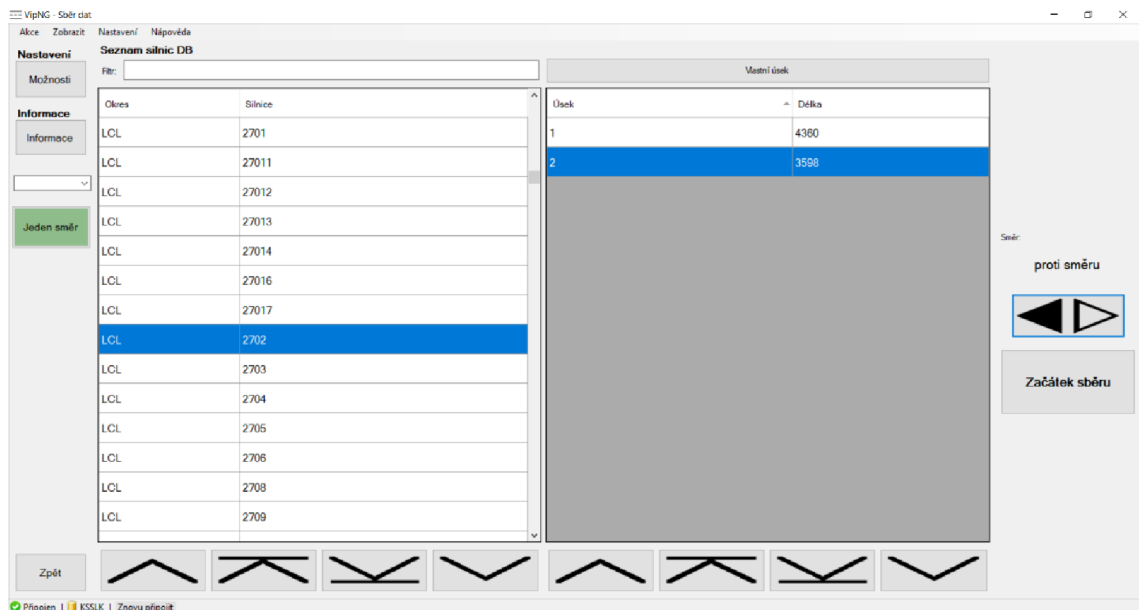 VipNG - Sběr dat
Akce Zobrazit Nastavení Nápověda
Nastavení
Možnosti
Informace
Informace
Jeden směr
Zpět
Seznam silnic DB
Filtr:
Okres Silnice
LCL 2701
LCL 27011
LCL 27012
LCL 27013
LCL 27014
LCL 27016
LCL 27017
LCL 2702
LCL 2703
LCL 2704
LCL 2705
LCL 2706
LCL 2708
LCL 2709
Vlastní úsek
Úsek Délka
1 4360
2 3598
Směr:
proti směru
Začátek sběru
Připojen | KSSLK | Znovu připojit